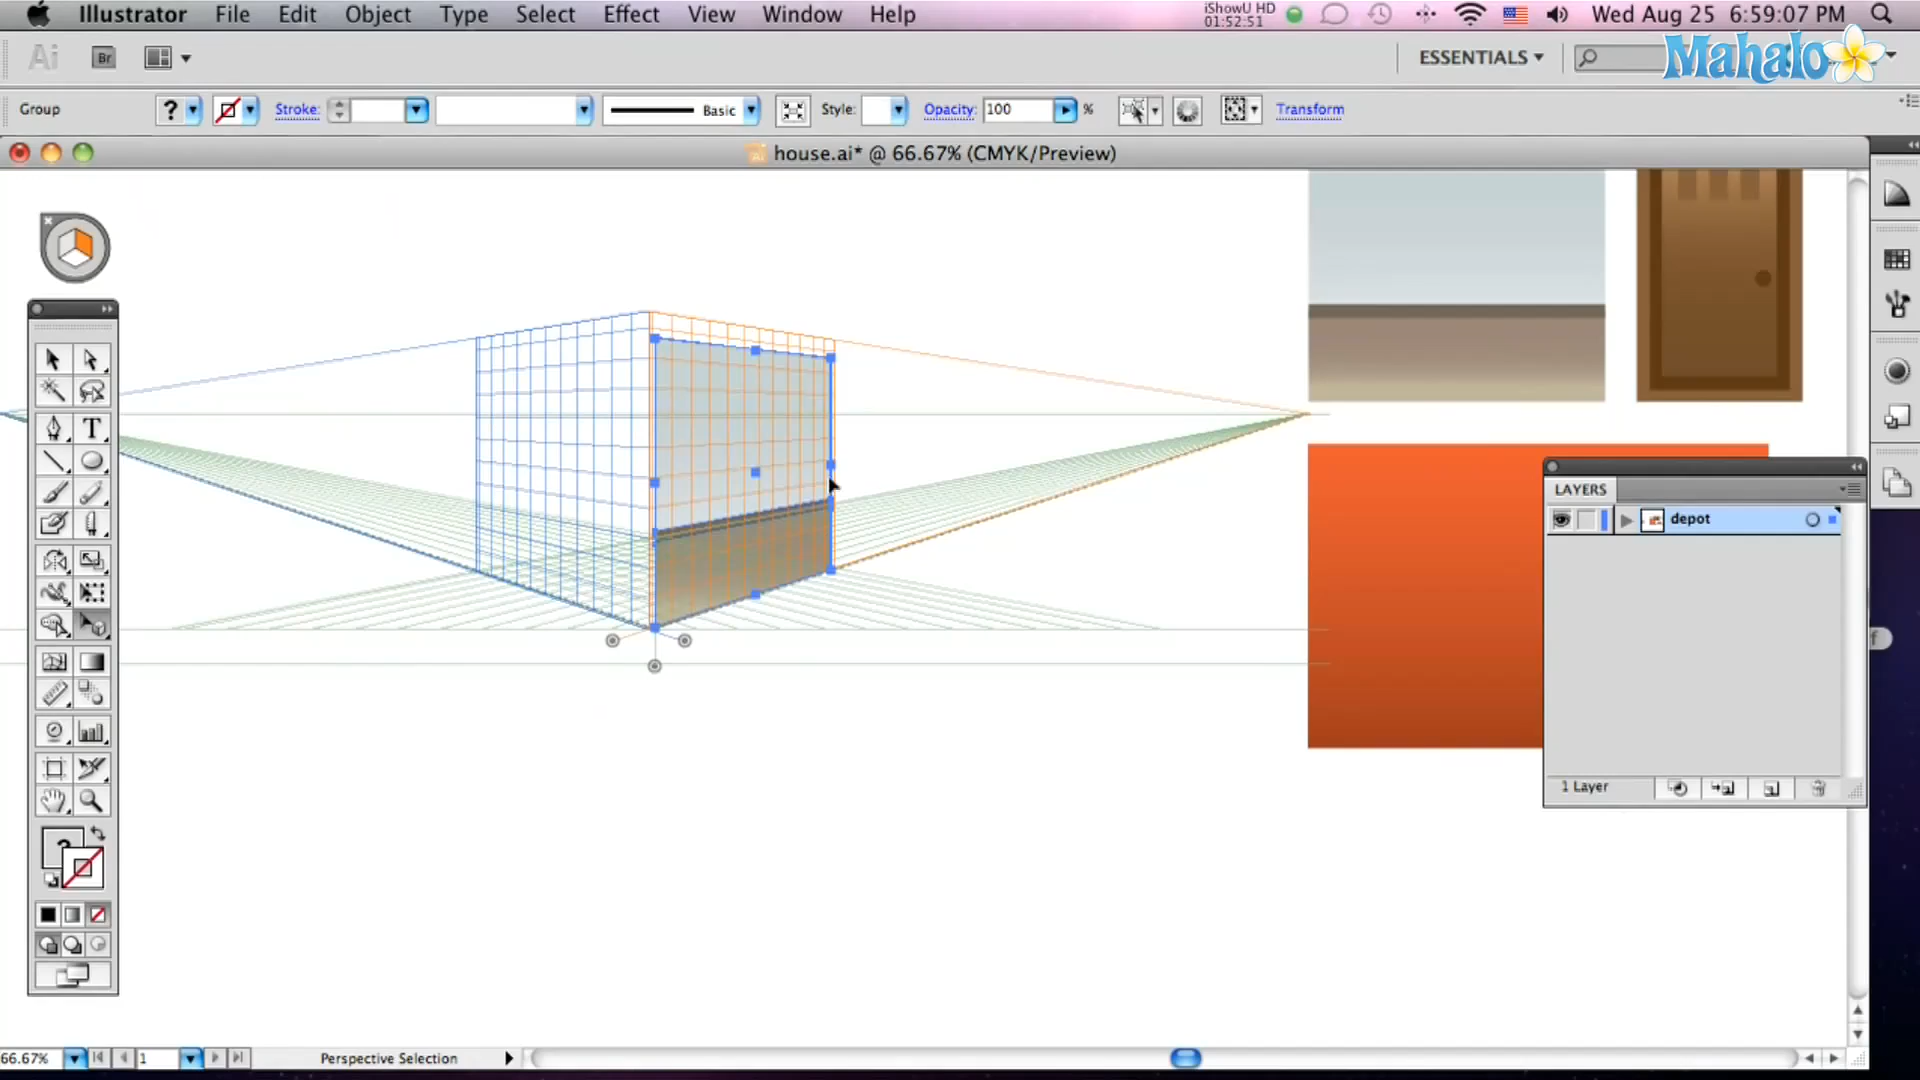 Illustrator File Edit Object Type Select Effect View Window Help iShowU HD 01:52:51 Wed Aug 25 6:59:07 PM
Ai Br ESSENTIALS Mahalo
Group ? Stroke: Basic Style: Opacity: 100 % Transform
house.ai* @ 66.67% (CMYK/Preview)
T
LAYERS
depot
1 Layer
?
66.67% 1 Perspective Selection